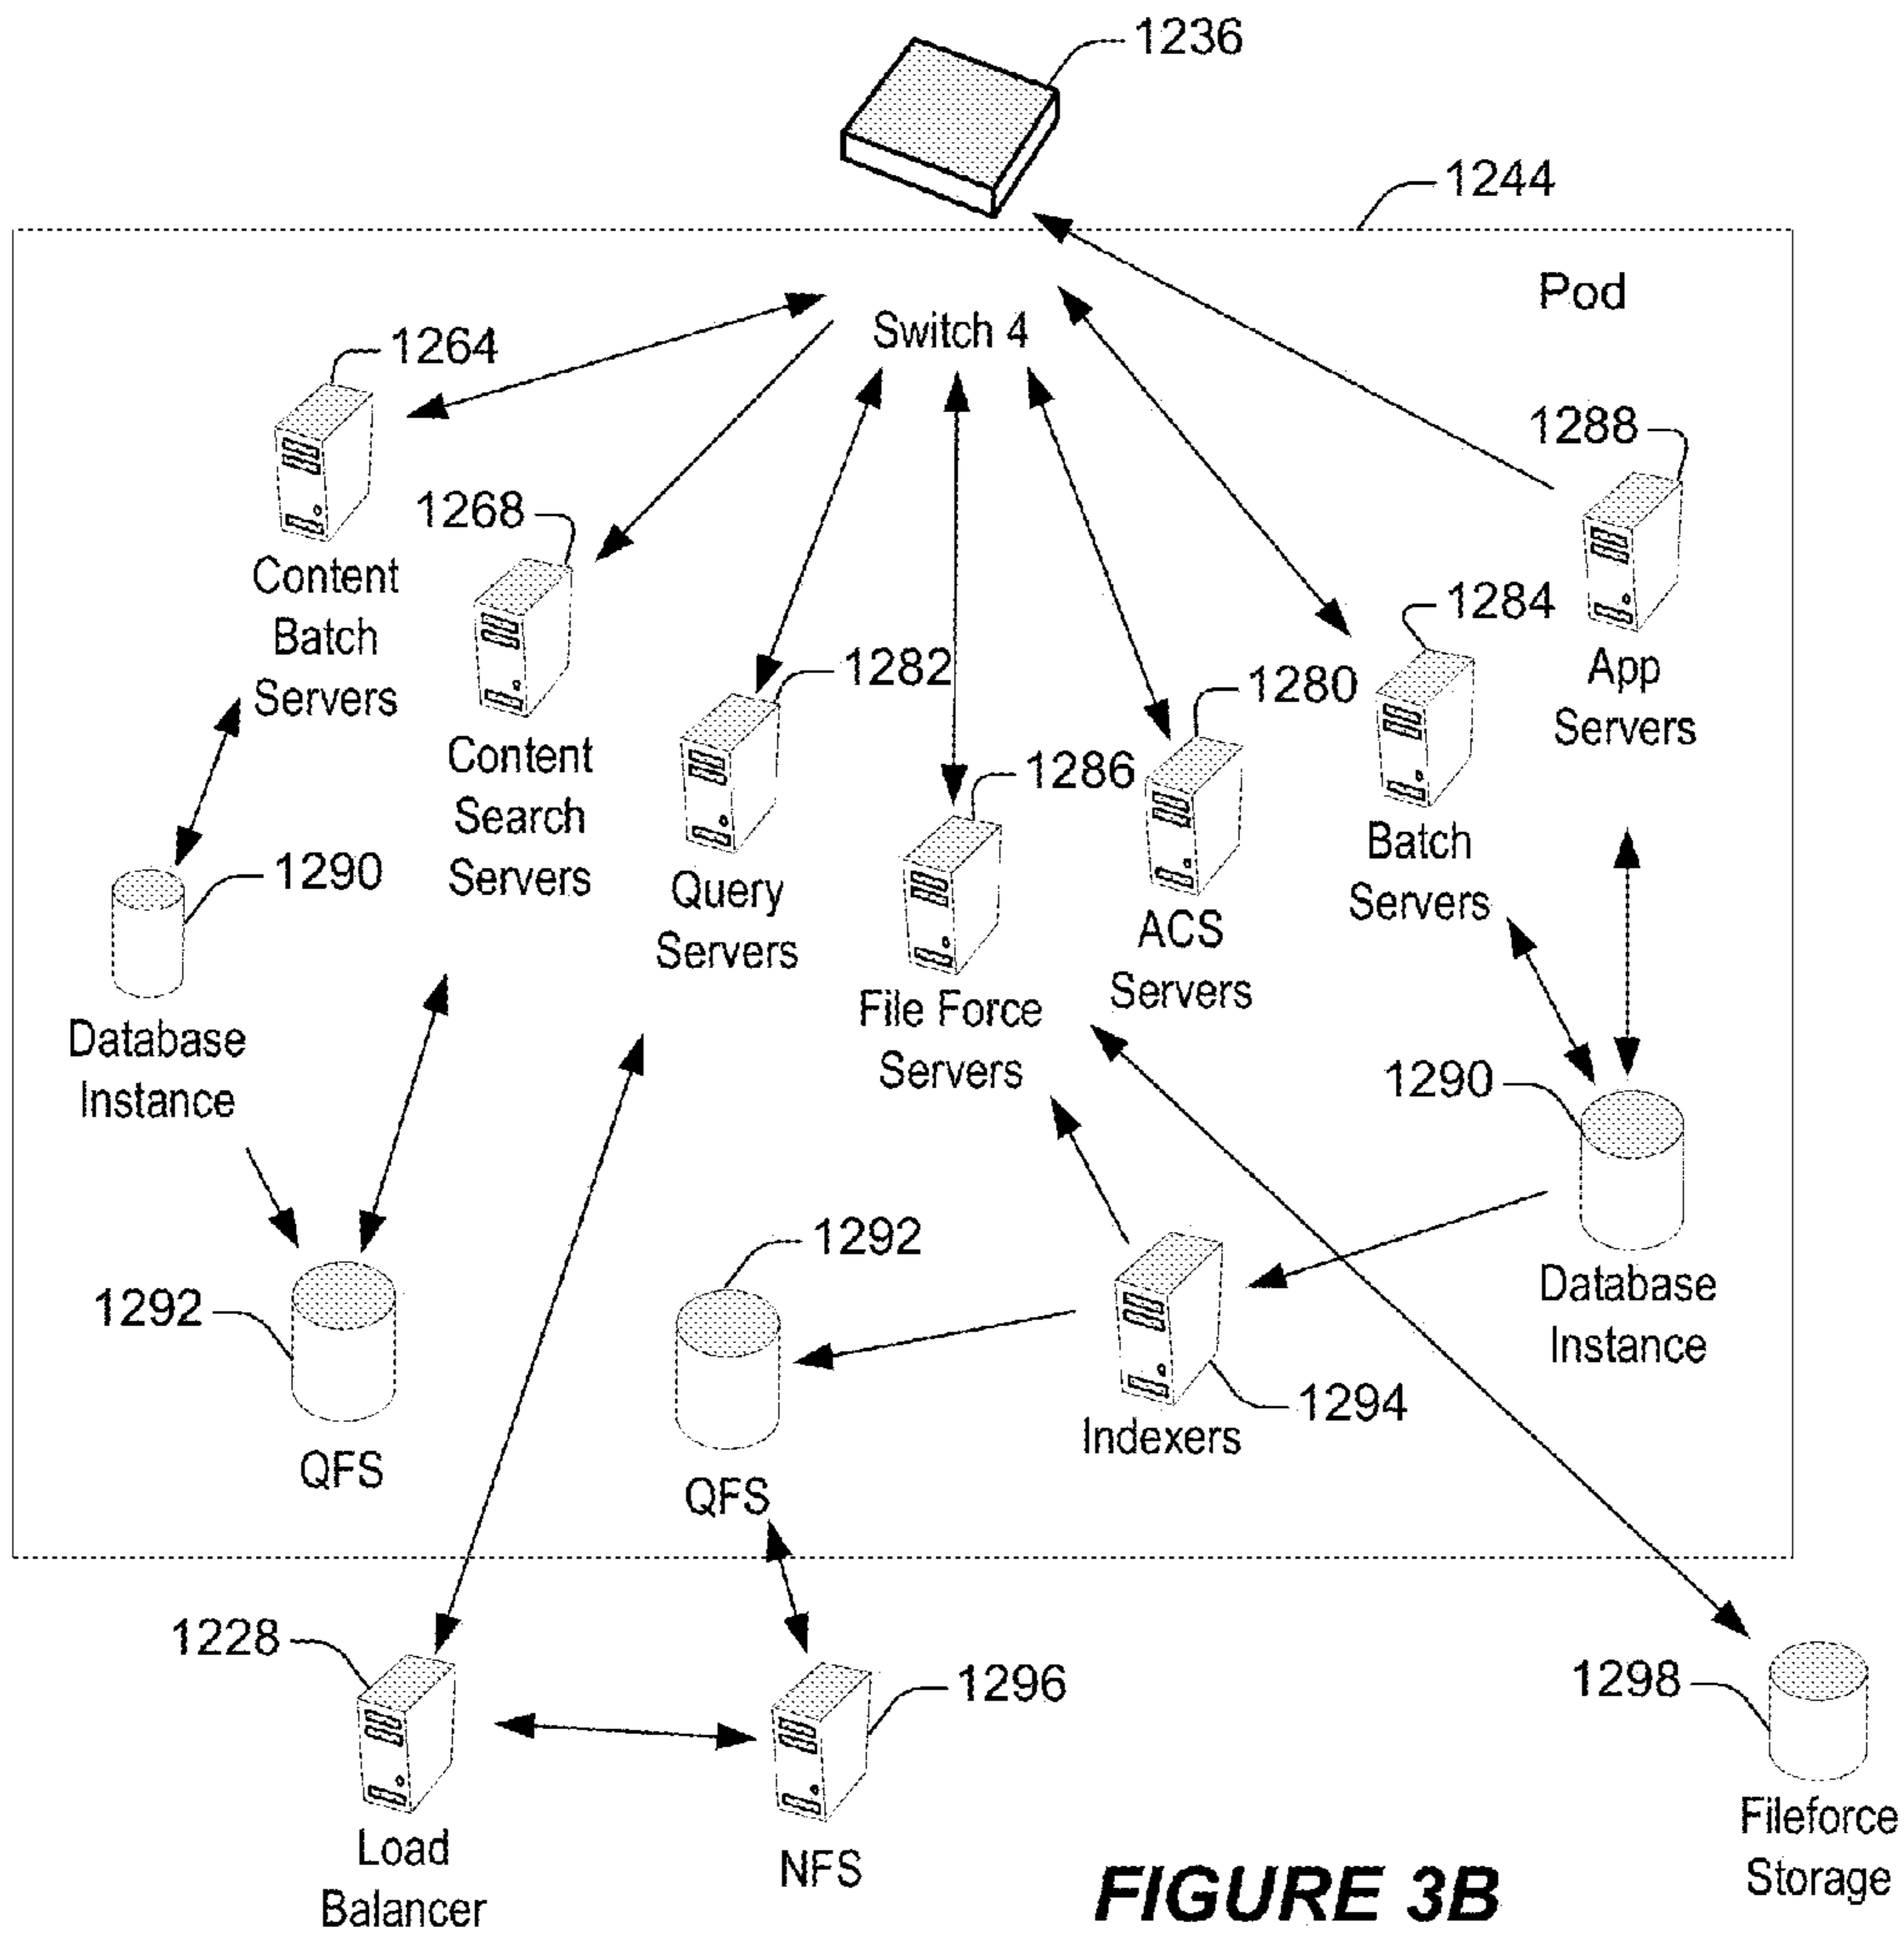 1236
1244
Pod
Switch 4
1264
Content
Batch
Servers
1268
Content
Search
Servers
1282
Query
Servers
1286
File Force
Servers
1280
ACS
Servers
1284
Batch
Servers
1288
App
Servers
1290
Database
Instance
1290
Database
Instance
1292
QFS
1292
QFS
1294
Indexers
1228
Load
Balancer
1296
NFS
1298
Fileforce
Storage
FIGURE 3B